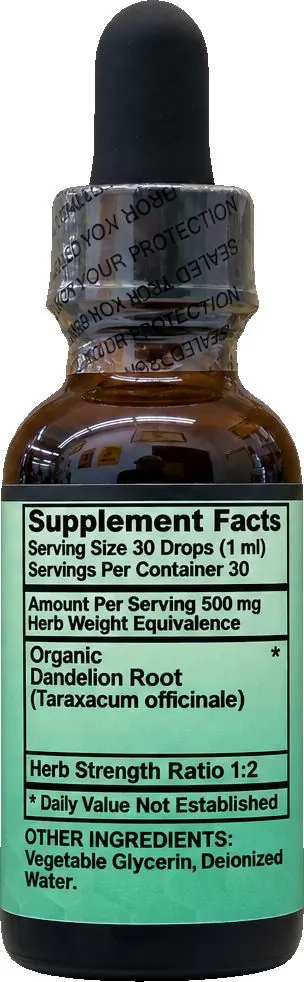 YOUR PROTECTION
SEALED
Supplement Facts
Serving Size 30 Drops (1 ml)
Servings Per Container 30
Amount Per Serving 500 mg
Herb Weight Equivalence
Organic *
Dandelion Root
(Taraxacum officinale)
Herb Strength Ratio 1:2
* Daily Value Not Established
OTHER INGREDIENTS:
Vegetable Glycerin, Deionized
Water.